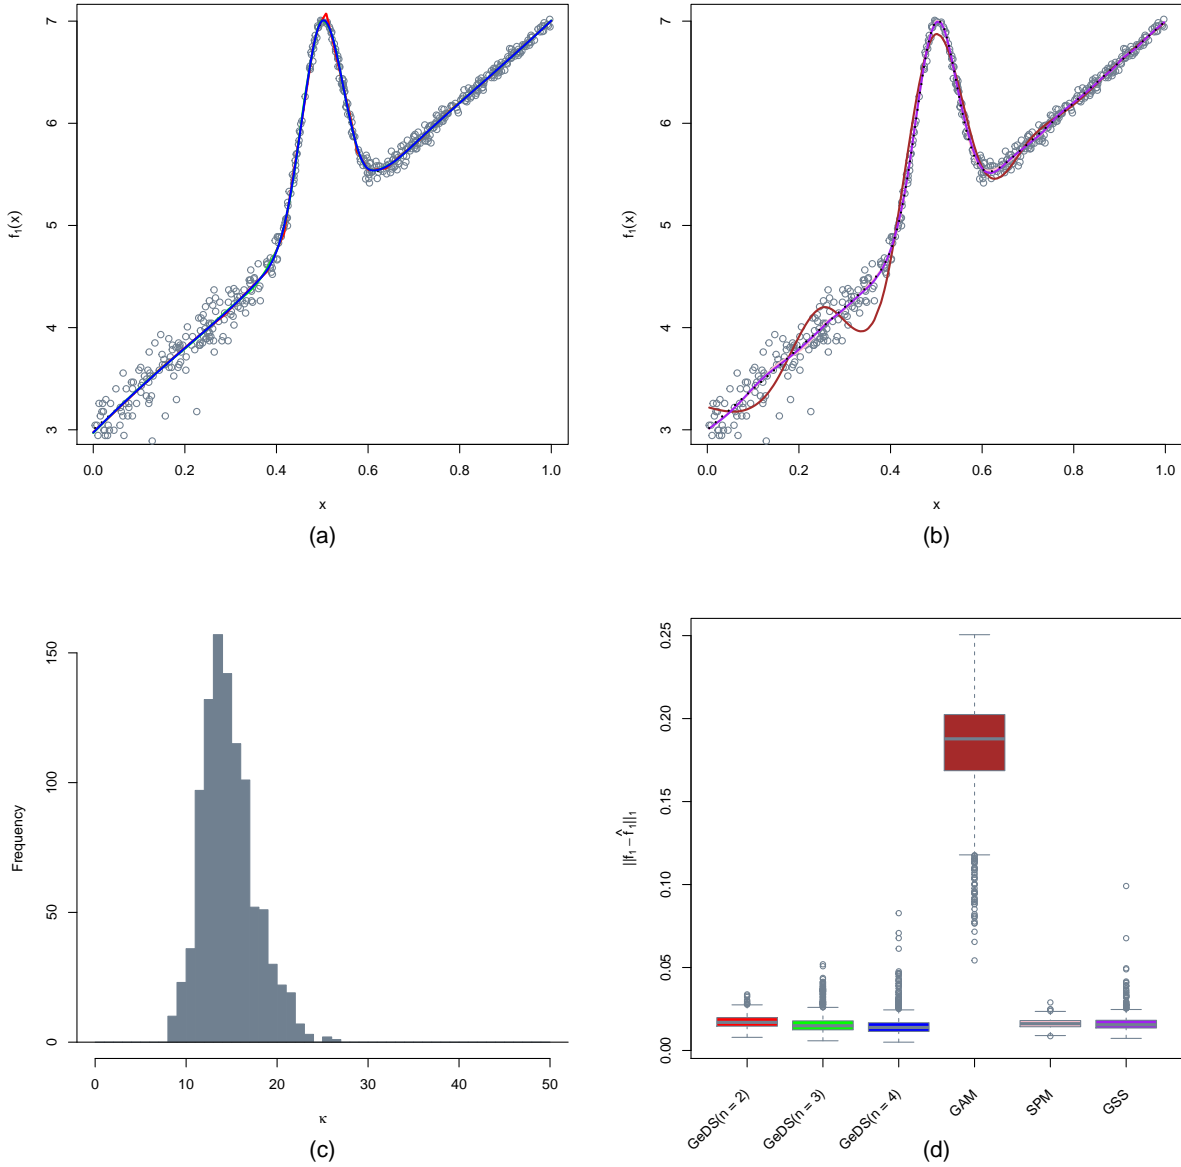 7
6
5
4
3
f1(x)
0.0 0.2 0.4 0.6 0.8 1.0
x
(a)
7
6
5
4
3
f1(x)
0.0 0.2 0.4 0.6 0.8 1.0
x
(b)
150
100
50
0
Frequency
0 10 20 30 40 50
κ
(c)
0.25
0.20
0.15
0.10
0.05
0.00
||f1 − f̂1||1
GeDS(n = 2) GeDS(n = 3) GeDS(n = 4) GAM SPM GSS
(d)